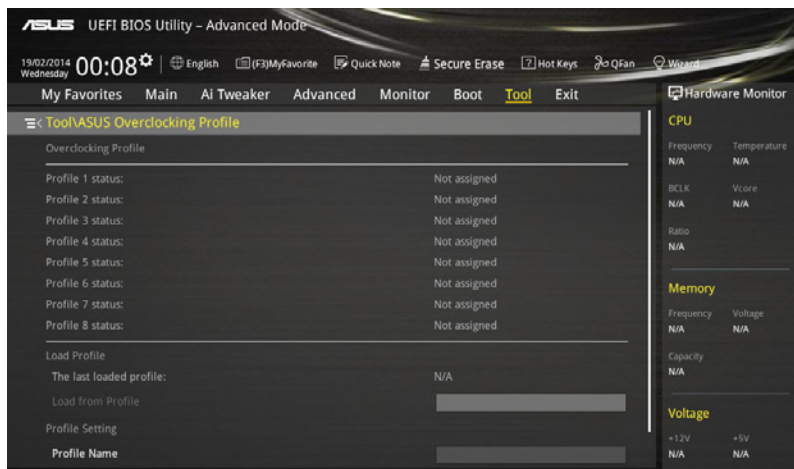 ASUS UEFI BIOS Utility – Advanced Mode
19/02/2014
Wednesday
00:08
English (F3)MyFavorite Quick Note Secure Erase ? Hot Keys QFan Wizard
My Favorites Main Ai Tweaker Advanced Monitor Boot Tool Exit
Tool\ASUS Overclocking Profile
Overclocking Profile
Profile 1 status: Not assigned
Profile 2 status: Not assigned
Profile 3 status: Not assigned
Profile 4 status: Not assigned
Profile 5 status: Not assigned
Profile 6 status: Not assigned
Profile 7 status: Not assigned
Profile 8 status: Not assigned
Load Profile
The last loaded profile: N/A
Load from Profile
Profile Setting
Profile Name
Hardware Monitor
CPU
Frequency Temperature
N/A N/A
BCLK Vcore
N/A N/A
Ratio
N/A
Memory
Frequency Voltage
N/A N/A
Capacity
N/A
Voltage
+12V +5V
N/A N/A